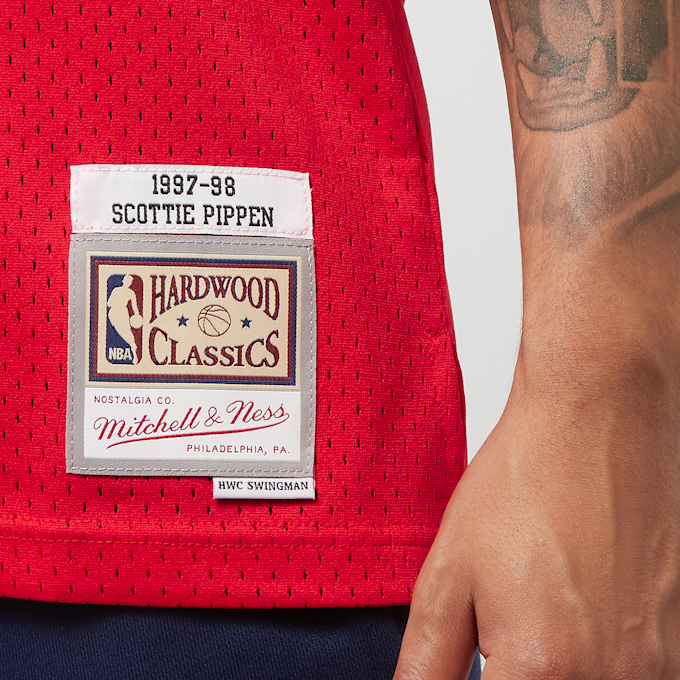 1997-98
SCOTTIE PIPPEN
HARDWOOD
CLASSICS
NBA
NOSTALGIA CO.
Mitchell & Ness
PHILADELPHIA, PA.
HWC SWINGMAN